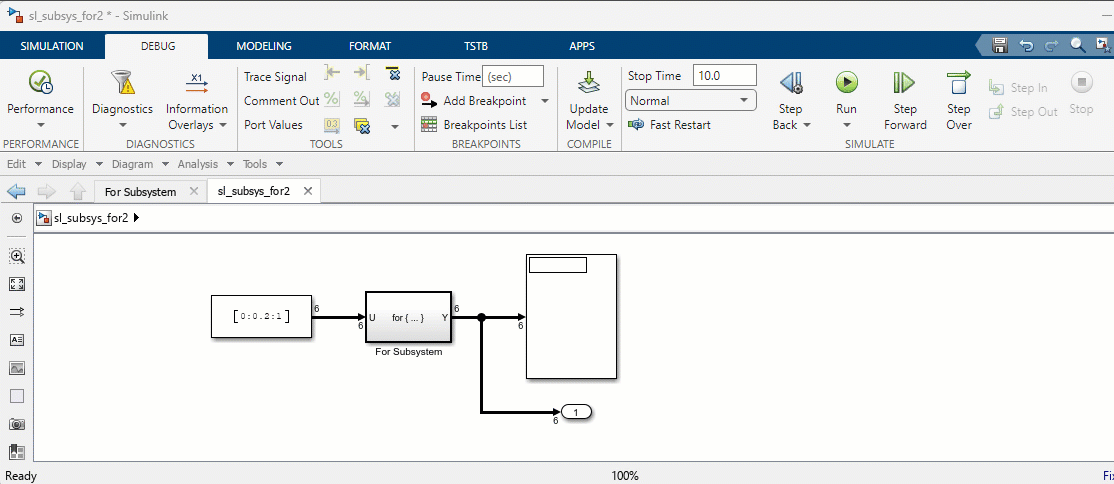 sl_subsys_for2 * - Simulink
SIMULATION DEBUG MODELING FORMAT TSTB APPS
Trace Signal Pause Time (sec) Stop Time 10.0
Performance Diagnostics Information Overlays Comment Out Add Breakpoint Update Model Normal Step Back Run Step Forward Step Over Step In Stop
X1
Port Values 0.3 Breakpoints List Fast Restart Step Out
PERFORMANCE DIAGNOSTICS TOOLS BREAKPOINTS COMPILE SIMULATE
Edit Display Diagram Analysis Tools
For Subsystem sl_subsys_for2
sl_subsys_for2
[0:0.2:1] 6 6 U for { ... } Y 6 6
For Subsystem
6 1
Ready 100% Fi